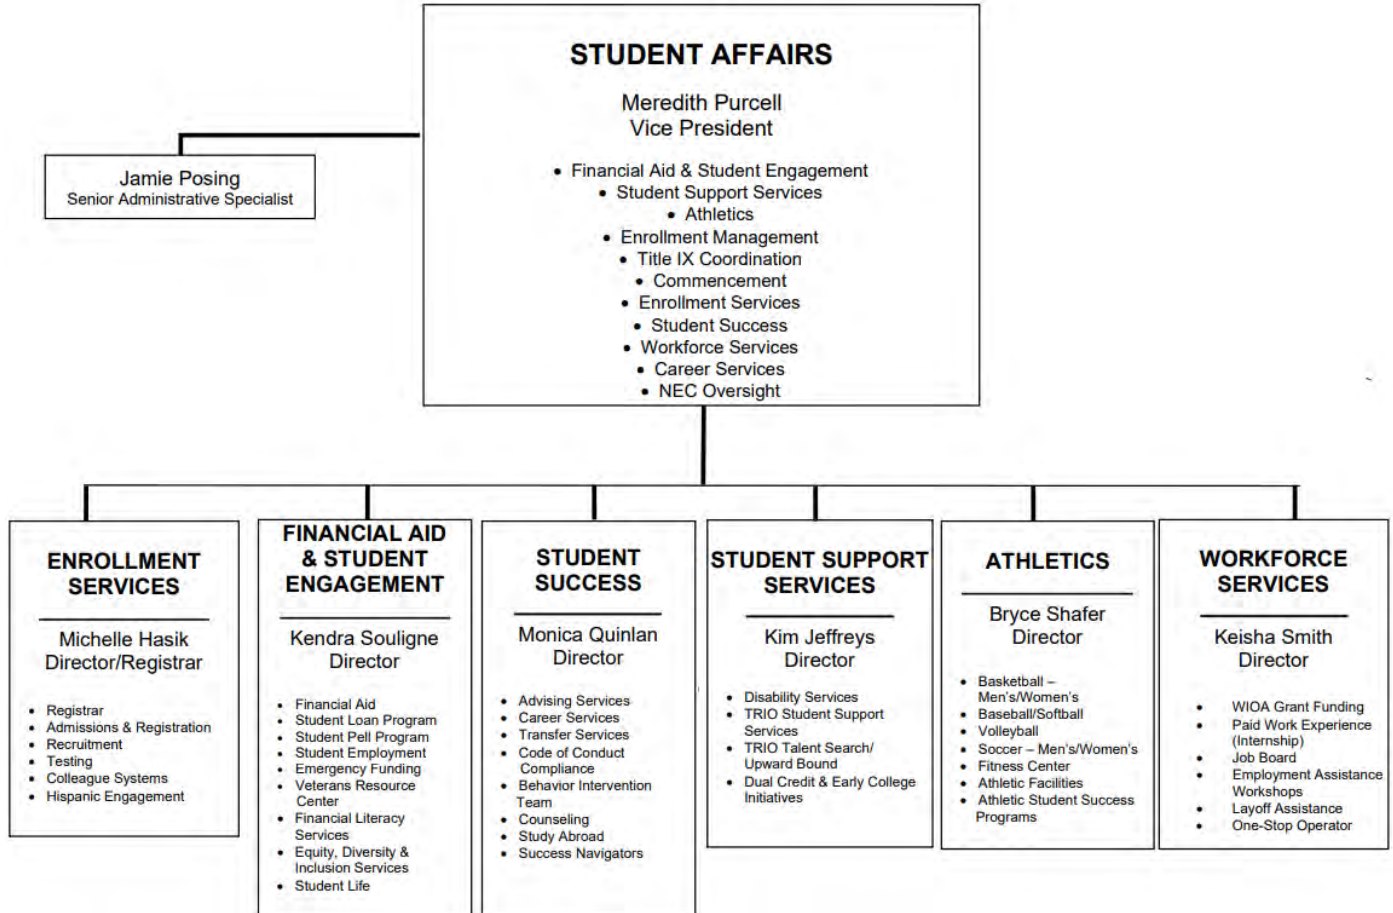 STUDENT AFFAIRS
Meredith Purcell
Vice President
• Financial Aid & Student Engagement
• Student Support Services
• Athletics
• Enrollment Management
• Title IX Coordination
• Commencement
• Enrollment Services
• Student Success
• Workforce Services
• Career Services
• NEC Oversight
Jamie Posing
Senior Administrative Specialist
ENROLLMENT
SERVICES
Michelle Hasik
Director/Registrar
• Registrar
• Admissions & Registration
• Recruitment
• Testing
• Colleague Systems
• Hispanic Engagement
FINANCIAL AID
& STUDENT
ENGAGEMENT
Kendra Souligne
Director
• Financial Aid
• Student Loan Program
• Student Pell Program
• Student Employment
• Emergency Funding
• Veterans Resource
Center
• Financial Literacy
Services
• Equity, Diversity &
Inclusion Services
• Student Life
STUDENT
SUCCESS
Monica Quinlan
Director
• Advising Services
• Career Services
• Transfer Services
• Code of Conduct
Compliance
• Behavior Intervention
Team
• Counseling
• Study Abroad
• Success Navigators
STUDENT SUPPORT
SERVICES
Kim Jeffreys
Director
• Disability Services
• TRIO Student Support
Services
• TRIO Talent Search/
Upward Bound
• Dual Credit & Early College
Initiatives
ATHLETICS
Bryce Shafer
Director
• Basketball –
Men's/Women's
• Baseball/Softball
• Volleyball
• Soccer – Men's/Women's
• Fitness Center
• Athletic Facilities
• Athletic Student Success
Programs
WORKFORCE
SERVICES
Keisha Smith
Director
• WIOA Grant Funding
• Paid Work Experience
(Internship)
• Job Board
• Employment Assistance
Workshops
• Layoff Assistance
• One-Stop Operator